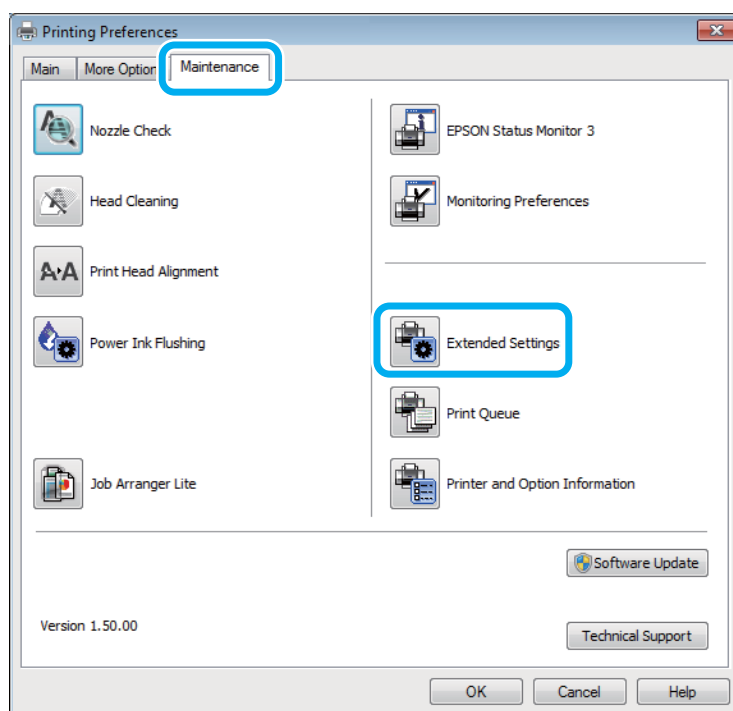 Printing Preferences
Main
More Option
Maintenance
Nozzle Check
EPSON Status Monitor 3
Head Cleaning
Monitoring Preferences
A A
Print Head Alignment
Power Ink Flushing
Extended Settings
Print Queue
Job Arranger Lite
Printer and Option Information
Software Update
Version 1.50.00
Technical Support
OK
Cancel
Help